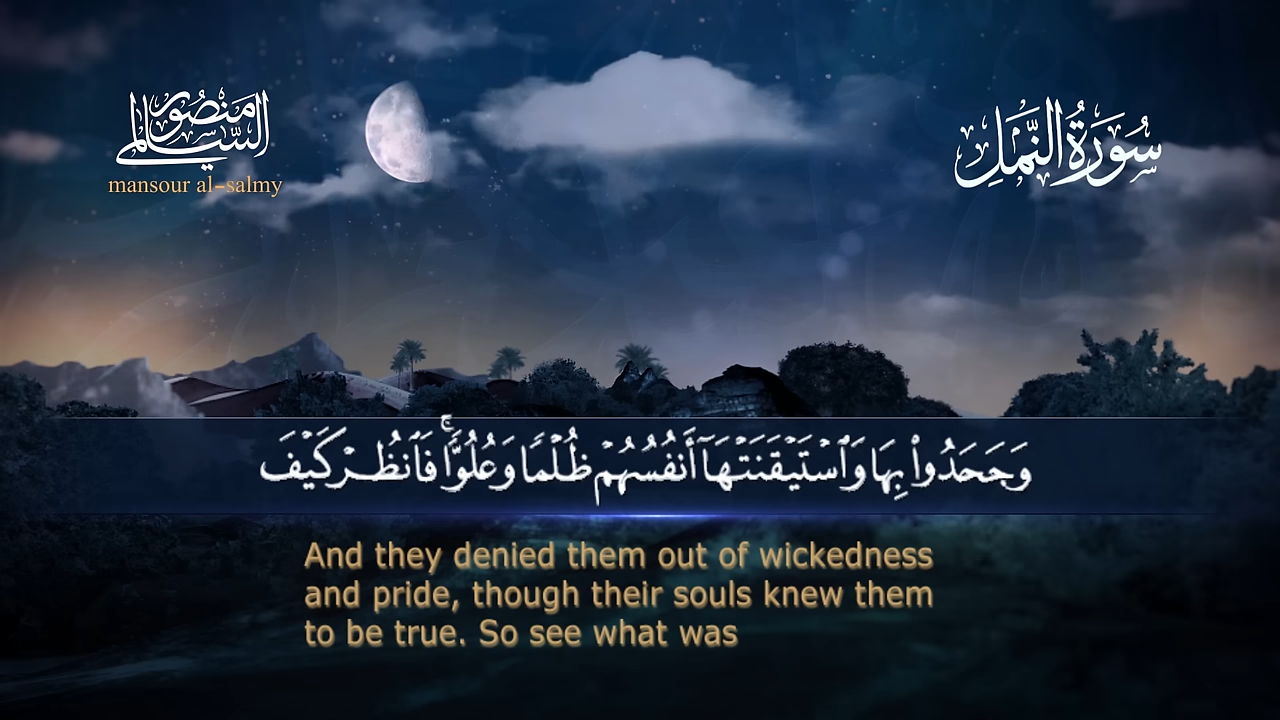 منصور السالمي
mansour al-salmy
سُورَةُ النَّمْلِ
وَجَحَدُوا۟ بِهَا وَٱسْتَيْقَنَتْهَآ أَنفُسُهُمْ ظُلْمًا وَعُلُوًّا ۚ فَٱنظُرْ كَيْفَ
And they denied them out of wickedness
and pride, though their souls knew them
to be true. So see what was